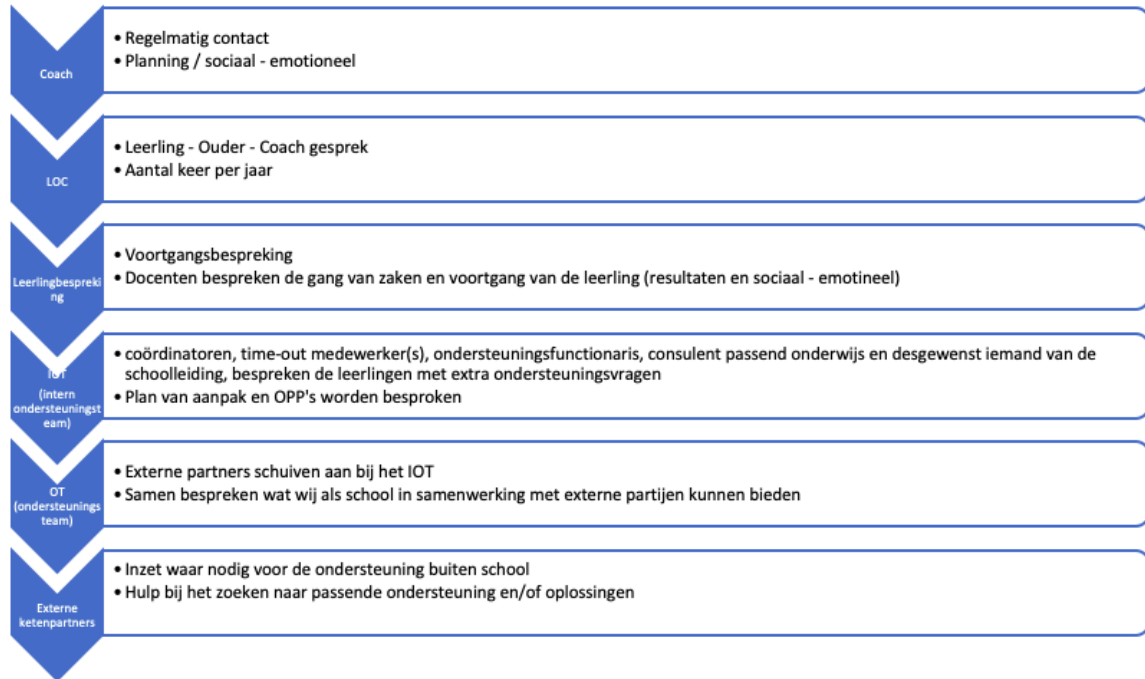 Coach
• Regelmatig contact
• Planning / sociaal - emotioneel
LOC
• Leerling - Ouder - Coach gesprek
• Aantal keer per jaar
Leerlingbespreki
ng
• Voortgangsbespreking
• Docenten bespreken de gang van zaken en voortgang van de leerling (resultaten en sociaal - emotineel)
IOT
(intern
ondersteuningst
eam)
• coördinatoren, time-out medewerker(s), ondersteuningsfunctionaris, consulent passend onderwijs en desgewenst iemand van de
schoolleiding, bespreken de leerlingen met extra ondersteuningsvragen
• Plan van aanpak en OPP's worden besproken
OT
(ondersteunings
team)
• Externe partners schuiven aan bij het IOT
• Samen bespreken wat wij als school in samenwerking met externe partijen kunnen bieden
Externe
ketenpartners
• Inzet waar nodig voor de ondersteuning buiten school
• Hulp bij het zoeken naar passende ondersteuning en/of oplossingen